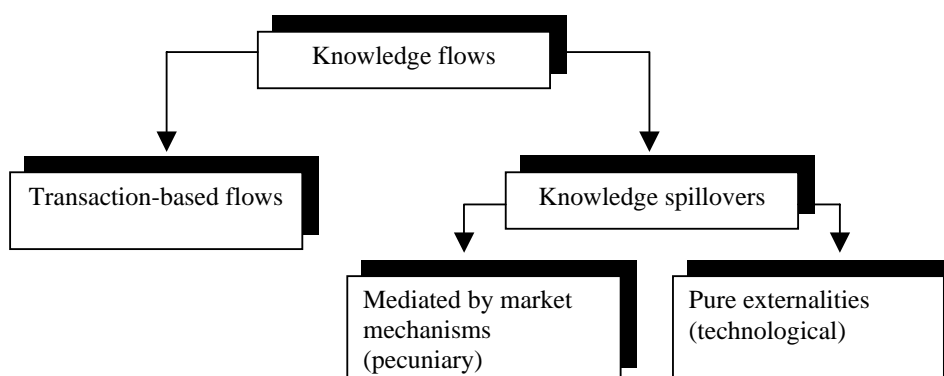 Knowledge flows
Transaction-based flows
Knowledge spillovers
Mediated by market
mechanisms
(pecuniary)
Pure externalities
(technological)